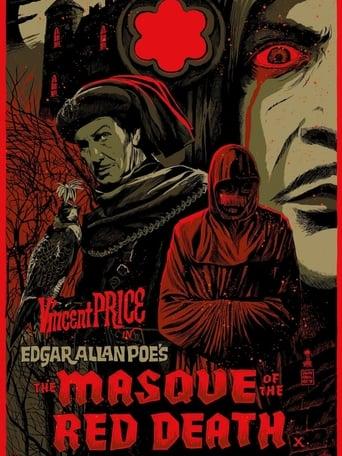 VINCENT PRICE
IN
EDGAR ALLAN POE'S
THE MASQUE OF THE
RED DEATH X